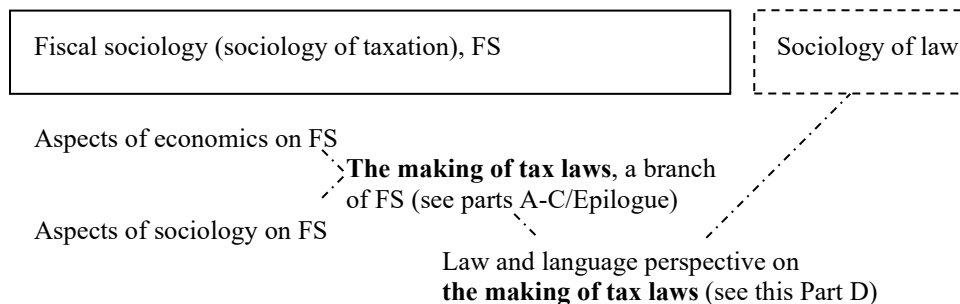 Fiscal sociology (sociology of taxation), FS
Sociology of law
Aspects of economics on FS
The making of tax laws, a branch
of FS (see parts A-C/Epilogue)
Aspects of sociology on FS
Law and language perspective on
the making of tax laws (see this Part D)